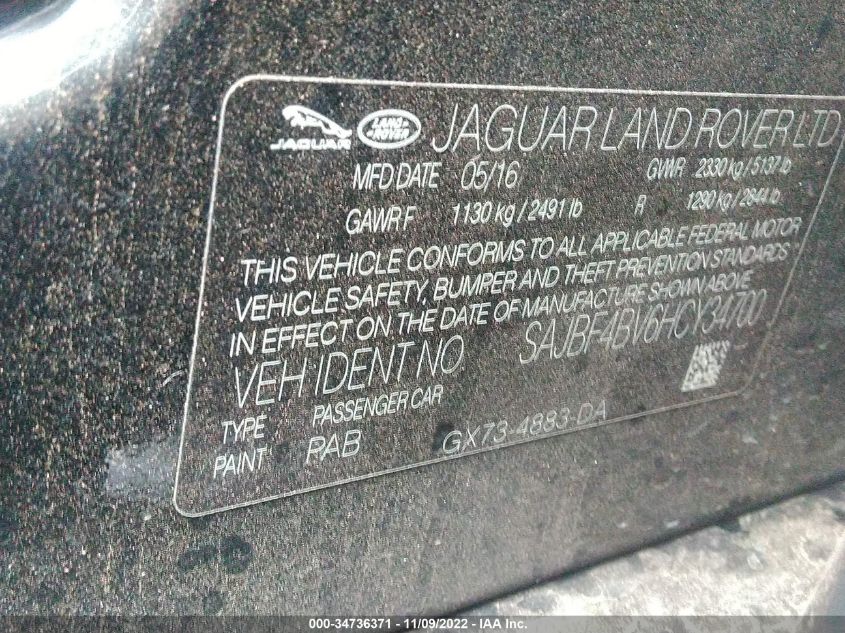 JAGUAR LAND ROVER JAGUAR LAND ROVER LTD
MFD DATE 05/16 GVWR 2330 kg / 5137 lb
GAWR F 1130 kg / 2491 lb R 1290 kg / 2844 lb
THIS VEHICLE CONFORMS TO ALL APPLICABLE FEDERAL MOTOR
VEHICLE SAFETY, BUMPER AND THEFT PREVENTION STANDARDS
IN EFFECT ON THE DATE OF MANUFACTURE SHOWN ABOVE
VEH IDENT NO SAJBF4BV6HCY34700
TYPE PASSENGER CAR
PAINT PAB GX73-4883-DA
000-34736371 - 11/09/2022 - IAA Inc.